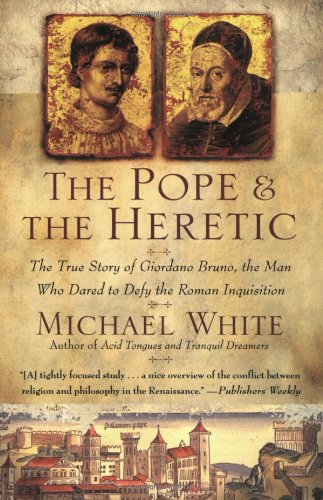 THE POPE &
THE HERETIC
The True Story of Giordano Bruno, the Man
Who Dared to Defy the Roman Inquisition
MICHAEL WHITE
Author of Acid Tongues and Tranquil Dreamers
"[A] tightly focused study . . . a nice overview of the conflict between
religion and philosophy in the Renaissance." —Publishers Weekly